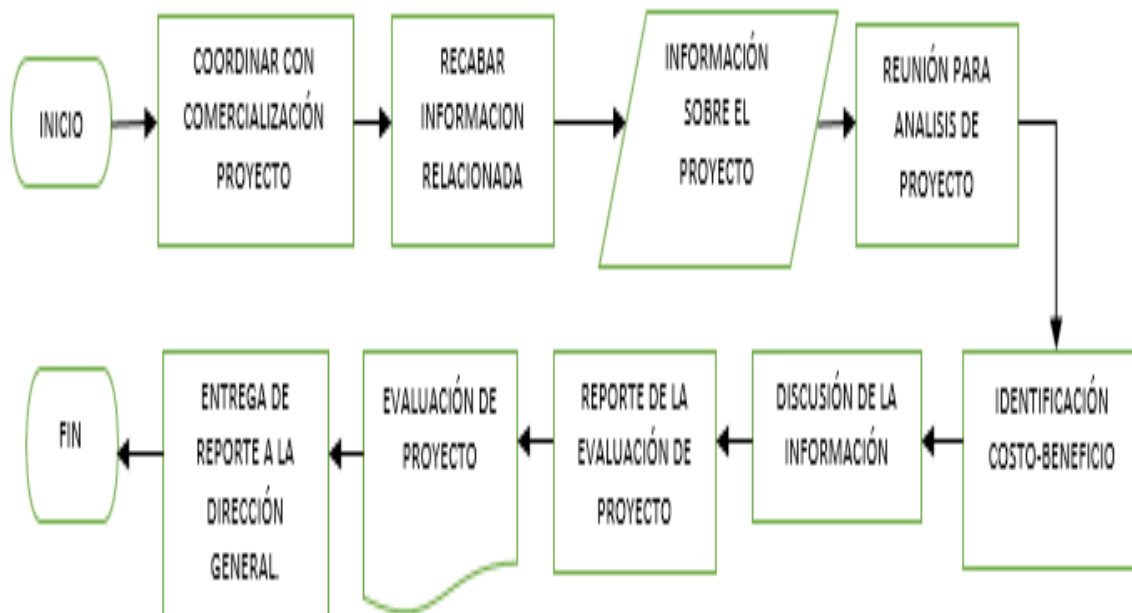 INICIO
COORDINAR CON
COMERCIALIZACIÓN
PROYECTO
RECABAR
INFORMACION
RELACIONADA
INFORMACIÓN
SOBRE EL
PROYECTO
REUNIÓN PARA
ANALISIS DE
PROYECTO
IDENTIFICACIÓN
COSTO-BENEFICIO
DISCUSIÓN DE LA
INFORMACIÓN
REPORTE DE LA
EVALUACIÓN DE
PROYECTO
EVALUACIÓN DE
PROYECTO
ENTREGA DE
REPORTE A LA
DIRECCIÓN
GENERAL.
FIN